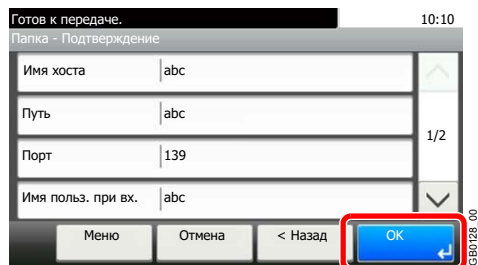 Готов к передаче. 10:10
Папка - Подтверждение
Имя хоста abc
Путь abc
1/2
Порт 139
Имя польз. при вх. abc
Меню Отмена < Назад OK
GB0128_00